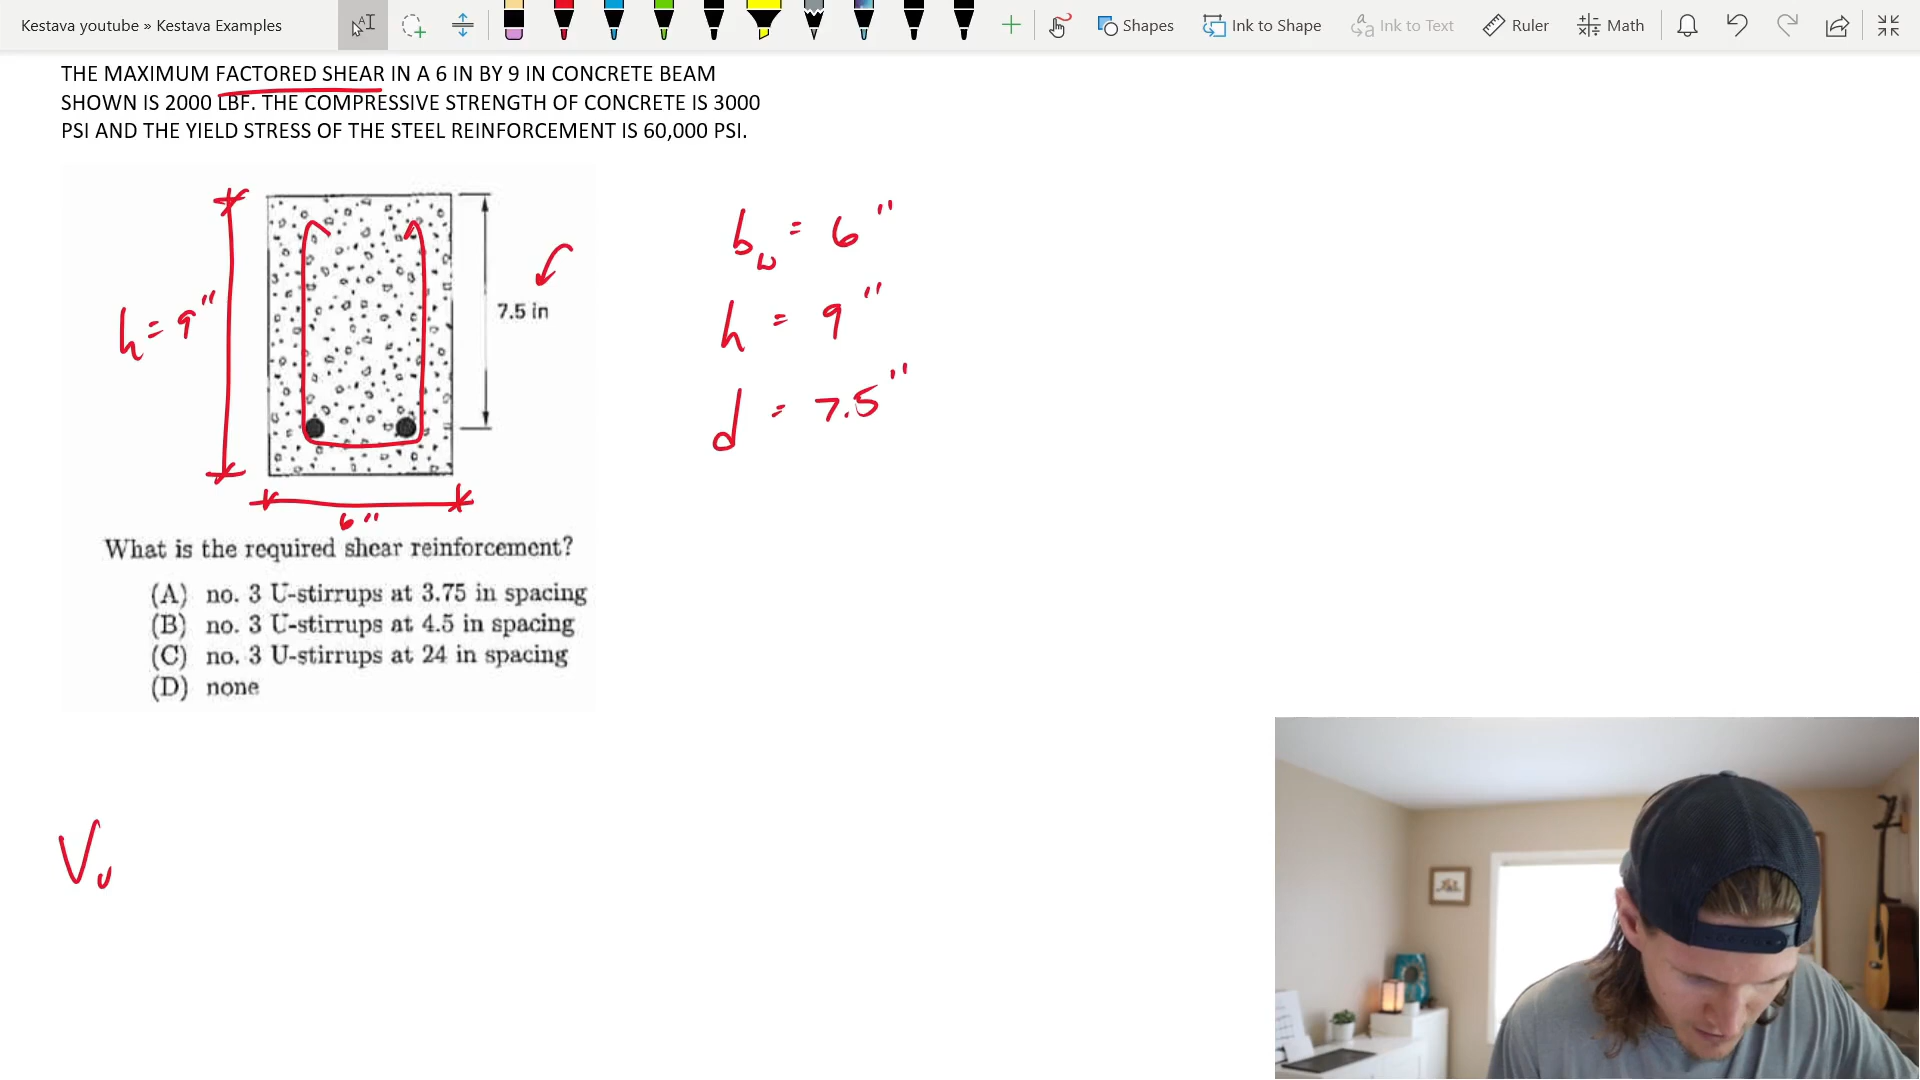 Kestava youtube » Kestava Examples
Shapes
Ink to Shape
Ink to Text
Ruler
Math
THE MAXIMUM FACTORED SHEAR IN A 6 IN BY 9 IN CONCRETE BEAM
SHOWN IS 2000 LBF. THE COMPRESSIVE STRENGTH OF CONCRETE IS 3000
PSI AND THE YIELD STRESS OF THE STEEL REINFORCEMENT IS 60,000 PSI.
h = 9"
7.5 in
6"
b_w = 6"
h = 9"
d = 7.5"
What is the required shear reinforcement?
(A) no. 3 U-stirrups at 3.75 in spacing
(B) no. 3 U-stirrups at 4.5 in spacing
(C) no. 3 U-stirrups at 24 in spacing
(D) none
V_u